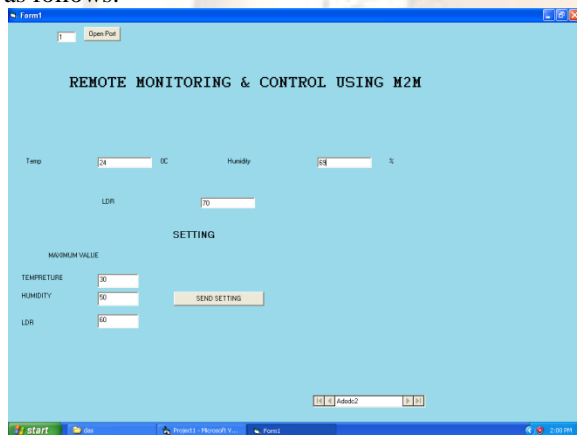 as follows.
Form1
1 Open Port
REMOTE MONITORING & CONTROL USING M2M
Temp 24 0C Humidity 69 %
LDR 70
SETTING
MAXIMUM VALUE
TEMPRETURE 30
HUMIDITY 50 SEND SETTING
LDR 60
Adodc2
start das Project1 - Microsoft V... Form1 2:00 PM